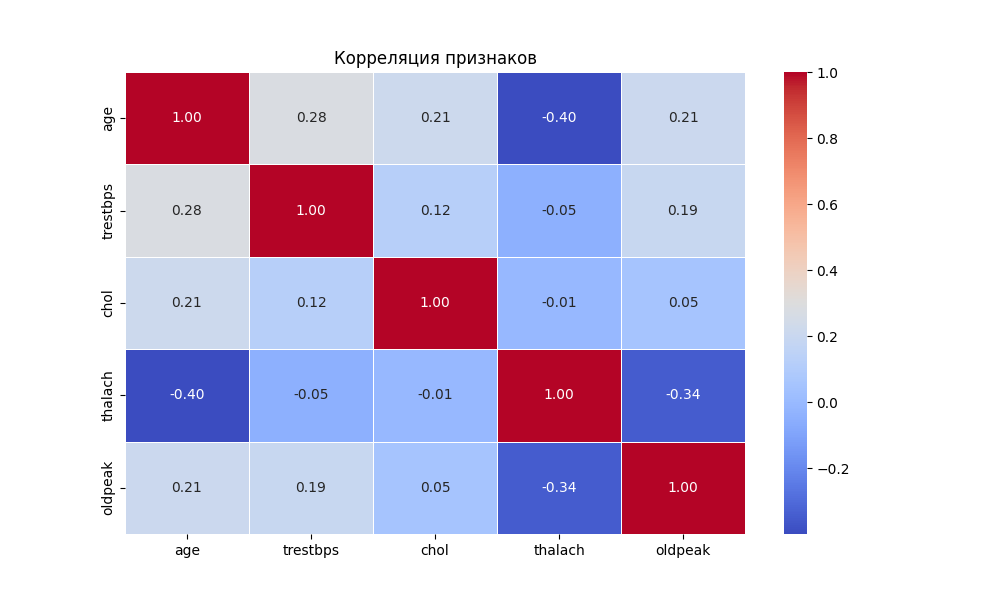 Корреляция признаков
age 1.00 0.28 0.21 -0.40 0.21
trestbps 0.28 1.00 0.12 -0.05 0.19
chol 0.21 0.12 1.00 -0.01 0.05
thalach -0.40 -0.05 -0.01 1.00 -0.34
oldpeak 0.21 0.19 0.05 -0.34 1.00
age trestbps chol thalach oldpeak
1.0
0.8
0.6
0.4
0.2
0.0
−0.2